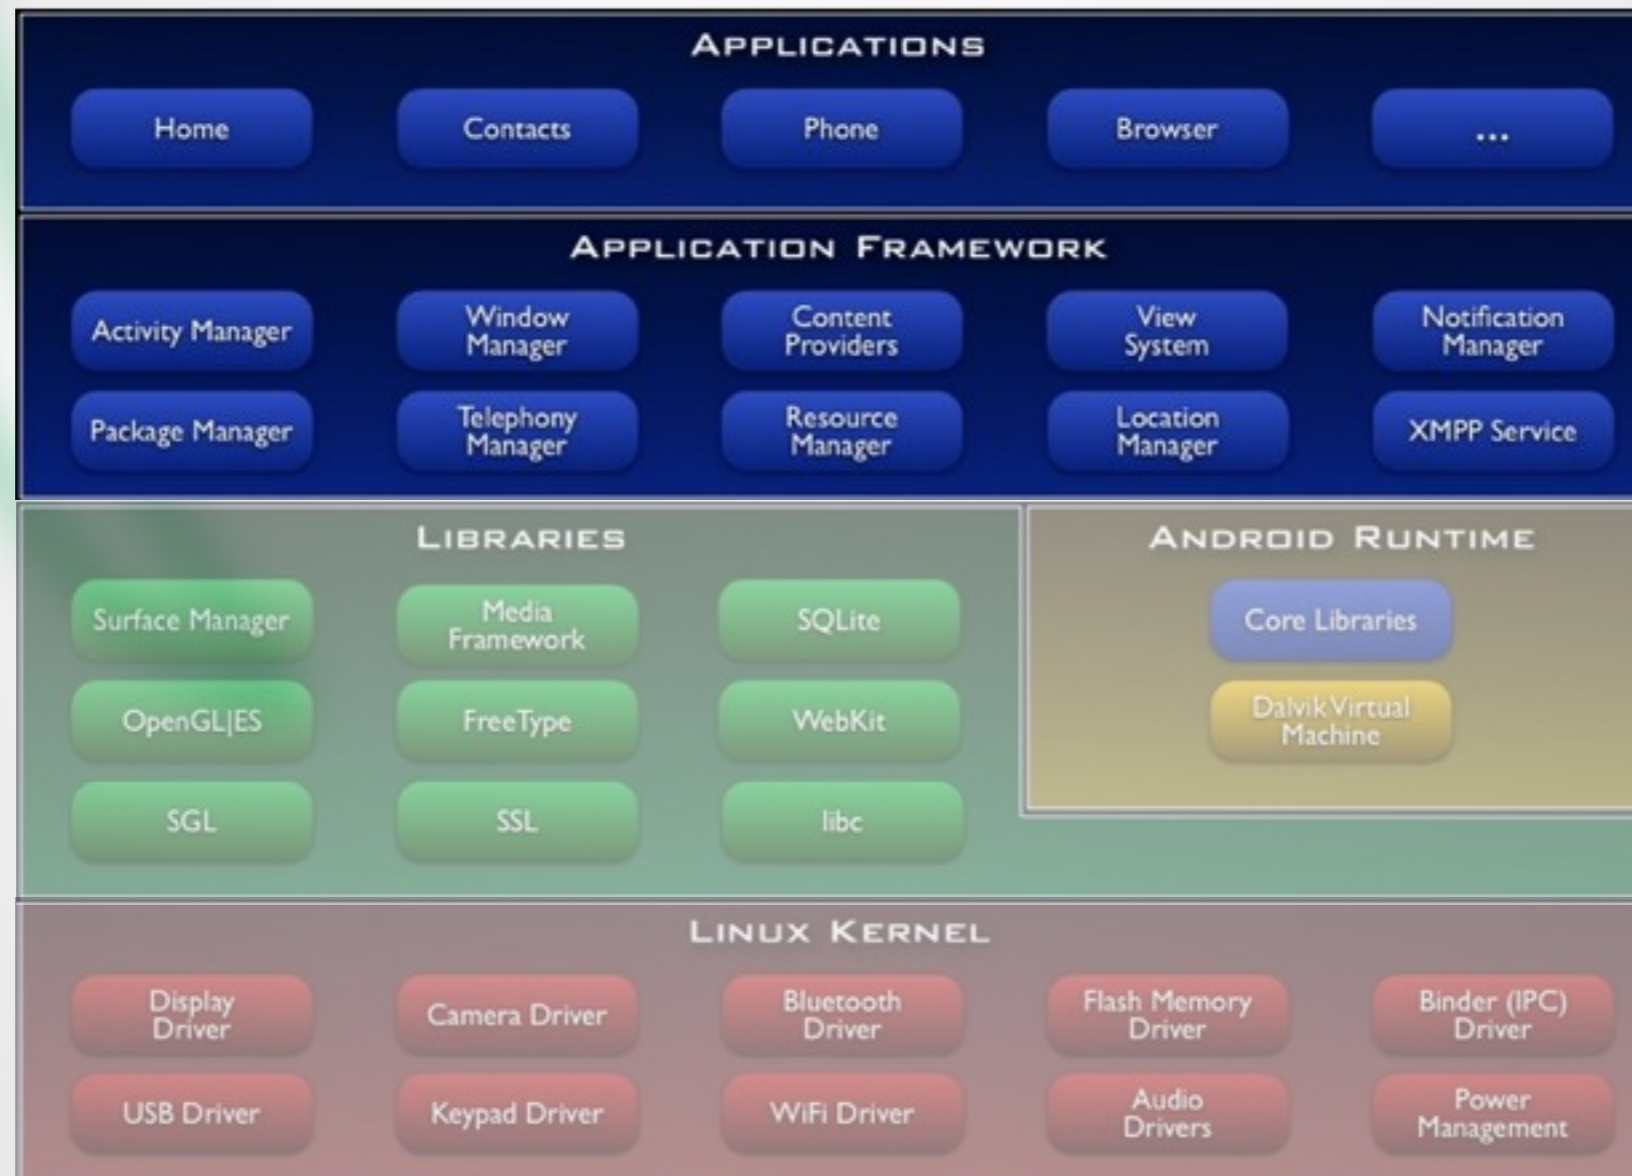 APPLICATIONS
Home
Contacts
Phone
Browser
...
APPLICATION FRAMEWORK
Activity Manager
Window
Manager
Content
Providers
View
System
Notification
Manager
Package Manager
Telephony
Manager
Resource
Manager
Location
Manager
XMPP Service
LIBRARIES
Surface Manager
Media
Framework
SQLite
OpenGL|ES
FreeType
WebKit
SGL
SSL
libc
ANDROID RUNTIME
Core Libraries
Dalvik Virtual
Machine
LINUX KERNEL
Display
Driver
Camera Driver
Bluetooth
Driver
Flash Memory
Driver
Binder (IPC)
Driver
USB Driver
Keypad Driver
WiFi Driver
Audio
Drivers
Power
Management